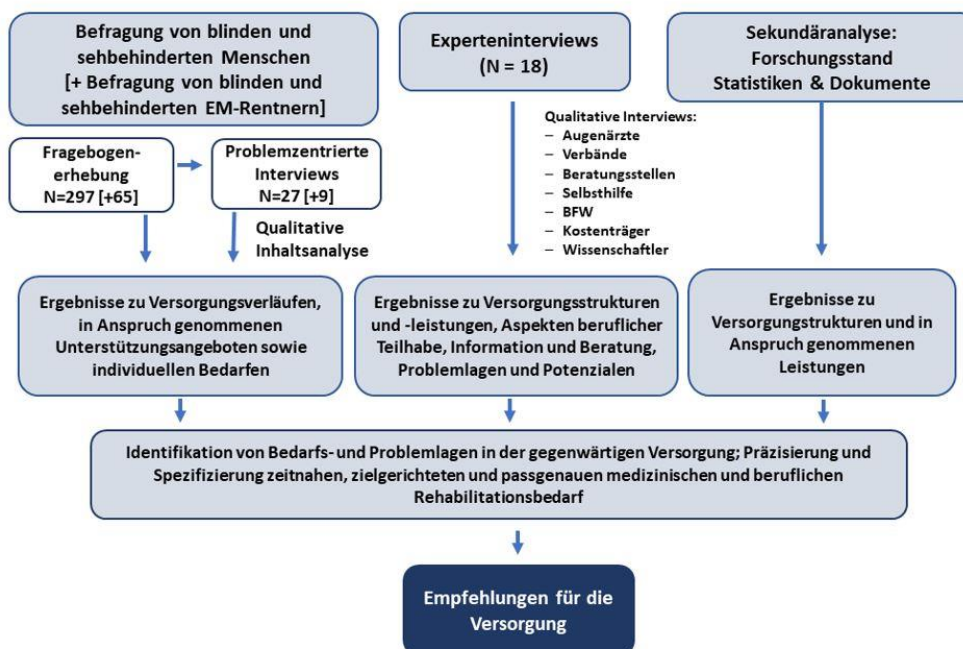 Befragung von blinden und
sehbehinderten Menschen
[+ Befragung von blinden und
sehbehinderten EM-Rentnern]
Experteninterviews
(N = 18)
Sekundäranalyse:
Forschungsstand
Statistiken & Dokumente
Fragebogen-
erhebung
N=297 [+65]
Problemzentrierte
Interviews
N=27 [+9]
Qualitative
Inhaltsanalyse
Qualitative Interviews:
– Augenärzte
– Verbände
– Beratungsstellen
– Selbsthilfe
– BFW
– Kostenträger
– Wissenschaftler
Ergebnisse zu Versorgungsverläufen,
in Anspruch genommenen
Unterstützungsangeboten sowie
individuellen Bedarfen
Ergebnisse zu Versorgungsstrukturen
und -leistungen, Aspekten beruflicher
Teilhabe, Information und Beratung,
Problemlagen und Potenzialen
Ergebnisse zu
Versorgungstrukturen und in
Anspruch genommenen
Leistungen
Identifikation von Bedarfs- und Problemlagen in der gegenwärtigen Versorgung; Präzisierung und
Spezifizierung zeitnahen, zielgerichteten und passgenauen medizinischen und beruflichen
Rehabilitationsbedarf
Empfehlungen für die
Versorgung